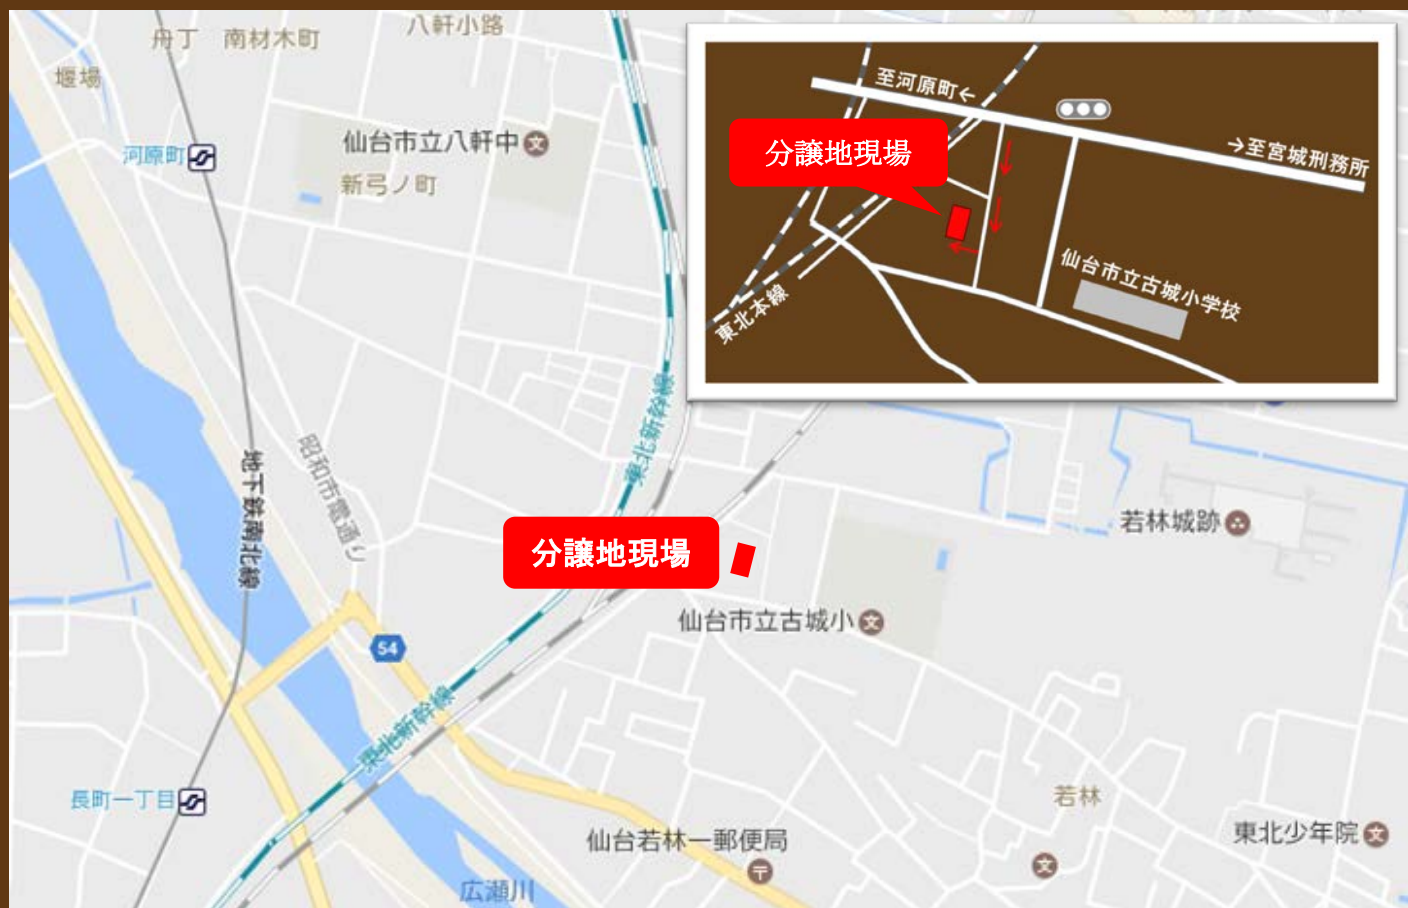 舟丁
南材木町
八軒小路
堰場
河原町
仙台市立八軒中
文
新弓ノ町
至河原町←
分譲地現場
→至宮城刑務所
仙台市立古城小学校
東北本線
東北新幹線
昭和市電通り
地下鉄南北線
若林城跡
分譲地現場
仙台市立古城小
文
54
東北新幹線
長町一丁目
若林
仙台若林一郵便局
〒
東北少年院
文
文
広瀬川